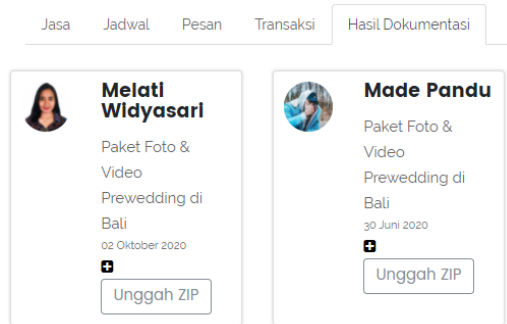 Jasa Jadwal Pesan Transaksi Hasil Dokumentasi
Melati
Widyasari
Paket Foto &
Video
Prewedding di
Bali
02 Oktober 2020
Unggah ZIP
Made Pandu
Paket Foto &
Video
Prewedding di
Bali
30 Juni 2020
Unggah ZIP